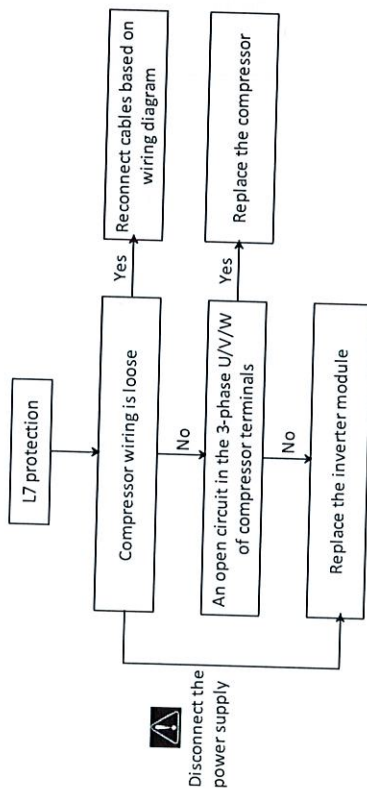 L7 protection
Compressor wiring is loose
Yes
Reconnect cables based on
wiring diagram
No
An open circuit in the 3-phase U/V/W
of compressor terminals
Yes
Replace the compressor
No
Replace the inverter module
Disconnect the
power supply